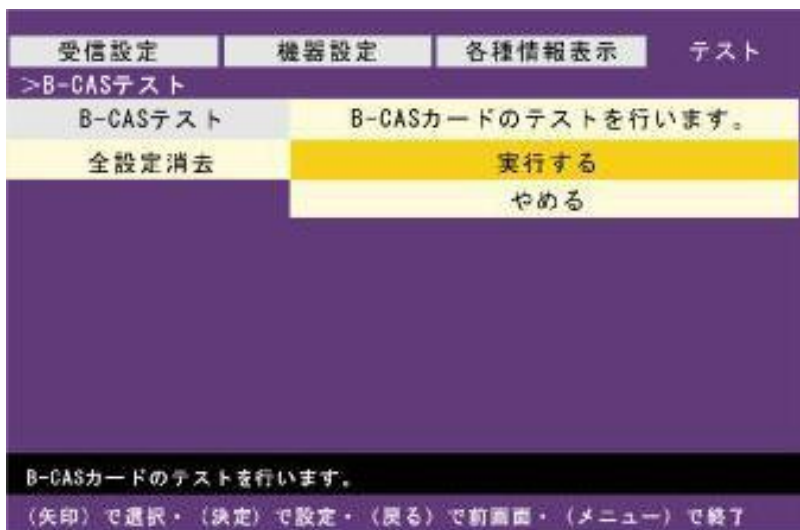 受信設定 機器設定 各種情報表示 テスト
>B-CASテスト
B-CASテスト B-CASカードのテストを行います。
全設定消去 実行する
やめる
B-CASカードのテストを行います。
(矢印)で選択・(決定)で設定・(戻る)で前画面・(メニュー)で終了